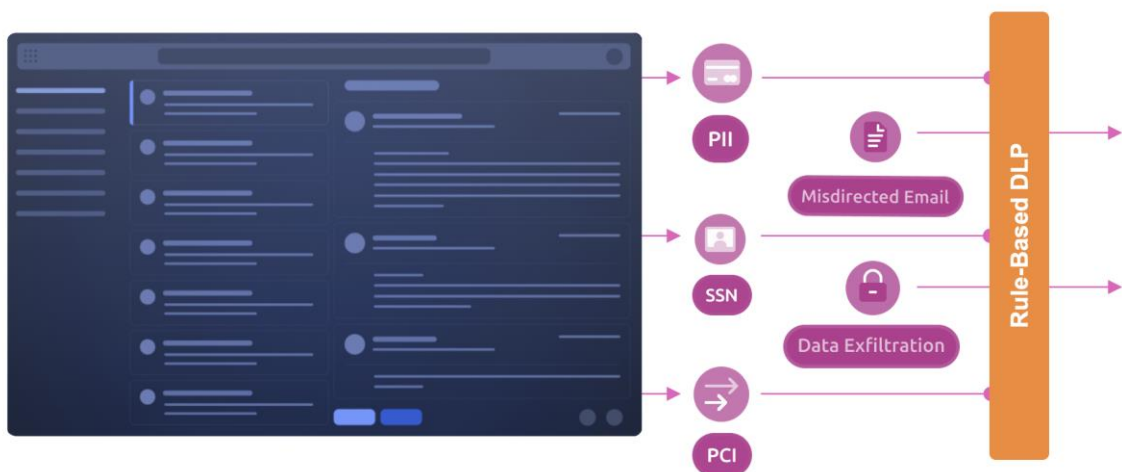 PII
Misdirected Email
SSN
Data Exfiltration
PCI
Rule-Based DLP